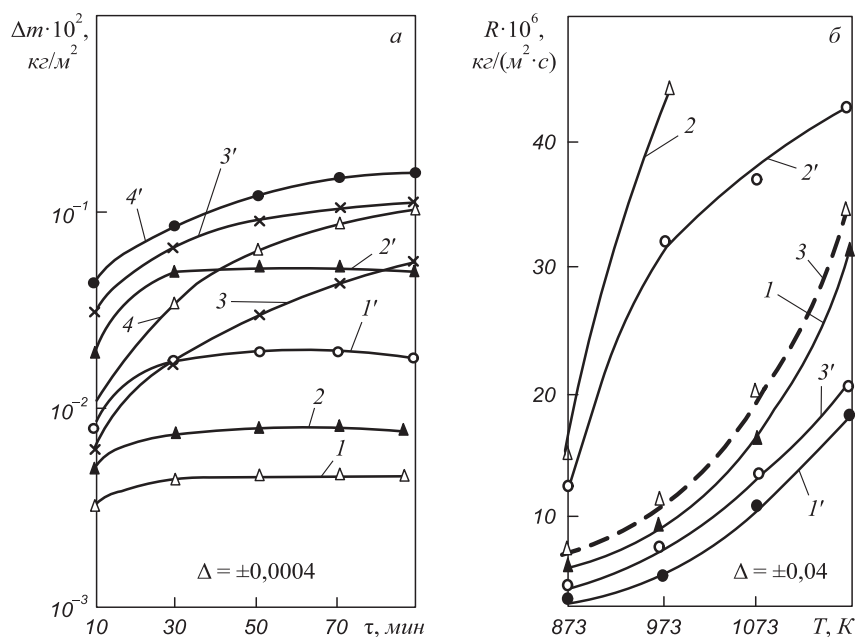 Δm·10², а
кг/м²
10⁻¹
10⁻²
10⁻³
4′
3′
2′
3
4
1′
2
1
Δ = ±0,0004
10 30 50 70 τ, мин
R·10⁶, б
кг/(м²·с)
40
30
20
10
2
2′
3
1
3′
1′
Δ = ±0,04
873 973 1073 T, К